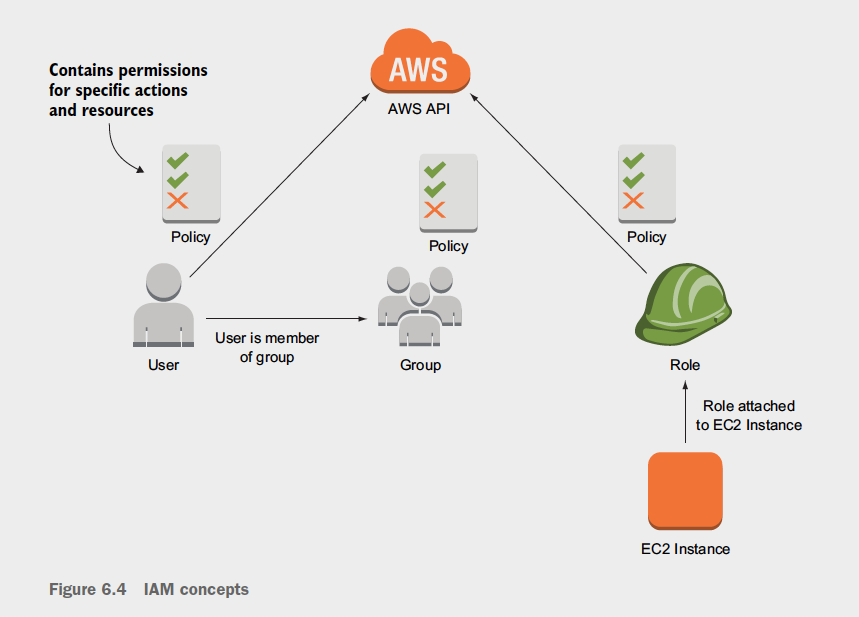 Contains permissions
for specific actions
and resources
AWS
AWS API
Policy
Policy
Policy
User is member
of group
User
Group
Role
Role attached
to EC2 Instance
EC2 Instance
Figure 6.4 IAM concepts